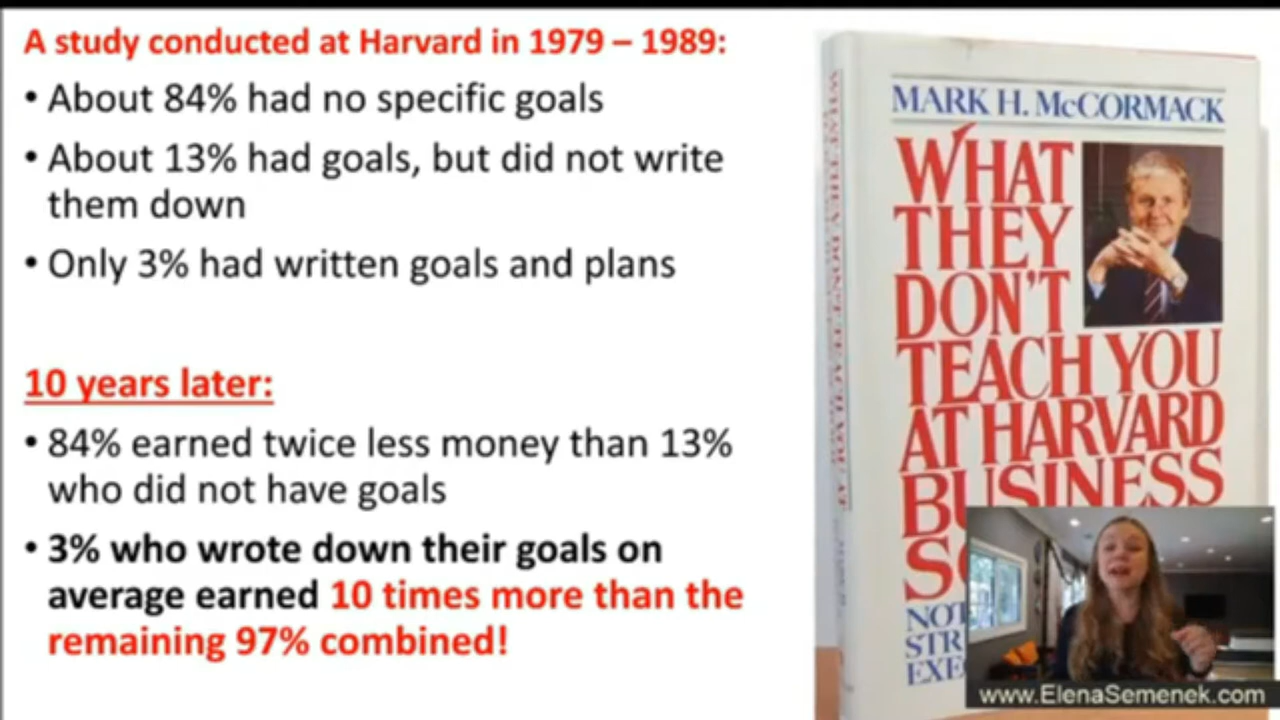 A study conducted at Harvard in 1979 – 1989:
• About 84% had no specific goals
• About 13% had goals, but did not write
them down
• Only 3% had written goals and plans
10 years later:
• 84% earned twice less money than 13%
who did not have goals
• 3% who wrote down their goals on
average earned 10 times more than the
remaining 97% combined!
MARK H. McCORMACK
WHAT
THEY
DON'T
TEACH YOU
AT HARVARD
BUSINESS
www.ElenaSemenek.com